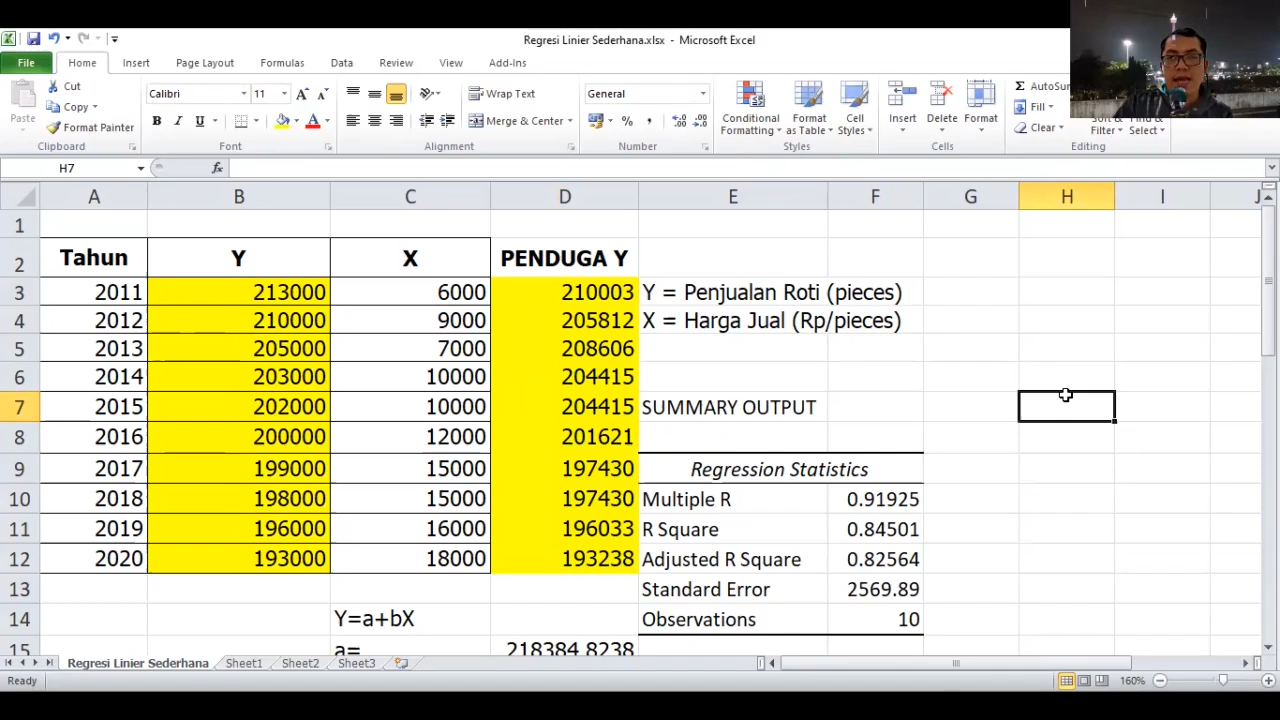 Regresi Linier Sederhana.xlsx - Microsoft Excel
File Home Insert Page Layout Formulas Data Review View Add-Ins
Paste
Cut
Copy
Format Painter
Clipboard
Calibri 11
B I U
Font
Wrap Text
Merge & Center
Alignment
General
Number
Conditional Formatting
Format as Table
Cell Styles
Styles
Insert Delete Format
Cells
Σ AutoSum
Fill
Clear
Filter Select
Editing
H7 fx
A B C D E F G H I J
1
2 Tahun Y X PENDUGA Y
3 2011 213000 6000 210003 Y = Penjualan Roti (pieces)
4 2012 210000 9000 205812 X = Harga Jual (Rp/pieces)
5 2013 205000 7000 208606
6 2014 203000 10000 204415
7 2015 202000 10000 204415 SUMMARY OUTPUT
8 2016 200000 12000 201621
9 2017 199000 15000 197430 Regression Statistics
10 2018 198000 15000 197430 Multiple R 0.91925
11 2019 196000 16000 196033 R Square 0.84501
12 2020 193000 18000 193238 Adjusted R Square 0.82564
13 Standard Error 2569.89
14 Y=a+bX Observations 10
15 a= 218384.8238
Regresi Linier Sederhana Sheet1 Sheet2 Sheet3
Ready 160%